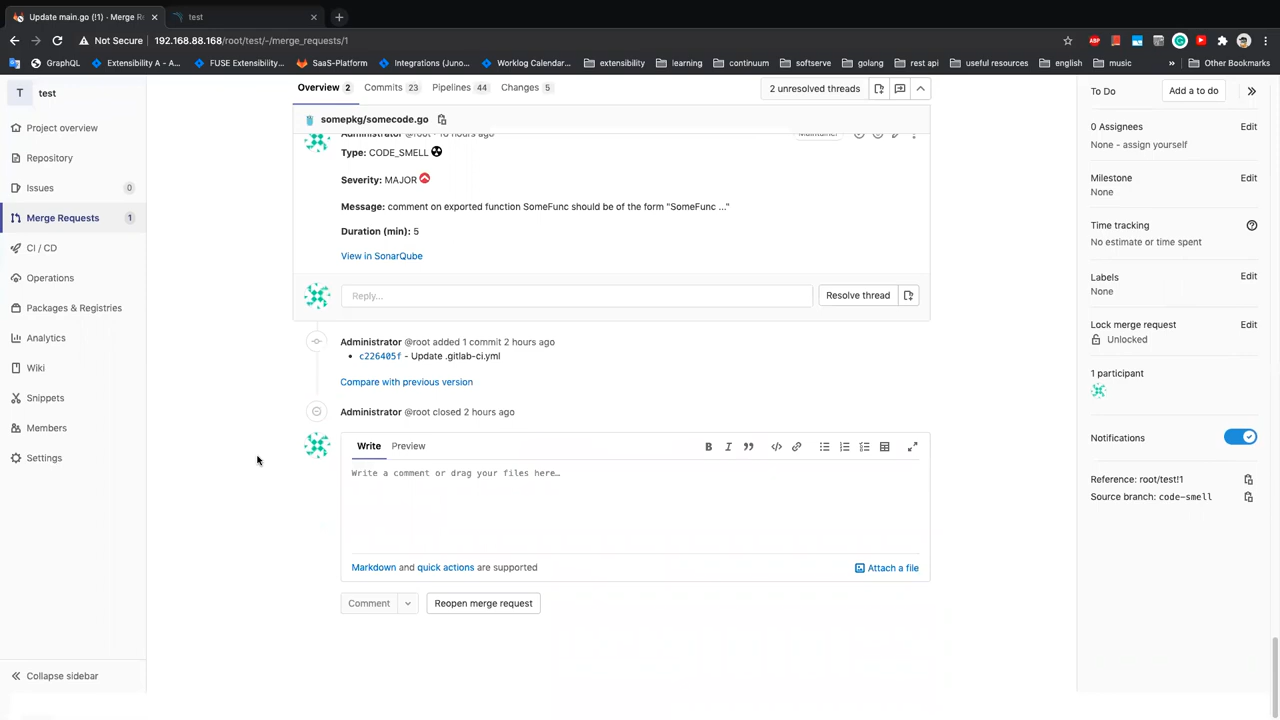 Update main.go (!1) · Merge R
test
Not Secure
192.168.88.168/root/test/-/merge_requests/1
GraphQL
Extensibility A - A...
FUSE Extensibility...
SaaS-Platform
Integrations (Juno...
Worklog Calendar...
extensibility
learning
continuum
softserve
golang
rest api
useful resources
english
music
»
Other Bookmarks
T
test
Project overview
Repository
Issues 0
Merge Requests 1
CI / CD
Operations
Packages & Registries
Analytics
Wiki
Snippets
Members
Settings
Collapse sidebar
Overview 2
Commits 23
Pipelines 44
Changes 5
2 unresolved threads
somepkg/somecode.go
Administrator @root · 16 hours ago
Maintainer
Type: CODE_SMELL
Severity: MAJOR
Message: comment on exported function SomeFunc should be of the form "SomeFunc ..."
Duration (min): 5
View in SonarQube
Reply...
Resolve thread
Administrator @root added 1 commit 2 hours ago
• c226405f - Update .gitlab-ci.yml
Compare with previous version
Administrator @root closed 2 hours ago
Write
Preview
Write a comment or drag your files here…
Markdown and quick actions are supported
Attach a file
Comment
Reopen merge request
To Do
Add a to do
0 Assignees
Edit
None - assign yourself
Milestone
Edit
None
Time tracking
No estimate or time spent
Labels
Edit
None
Lock merge request
Edit
Unlocked
1 participant
Notifications
Reference: root/test!1
Source branch: code-smell